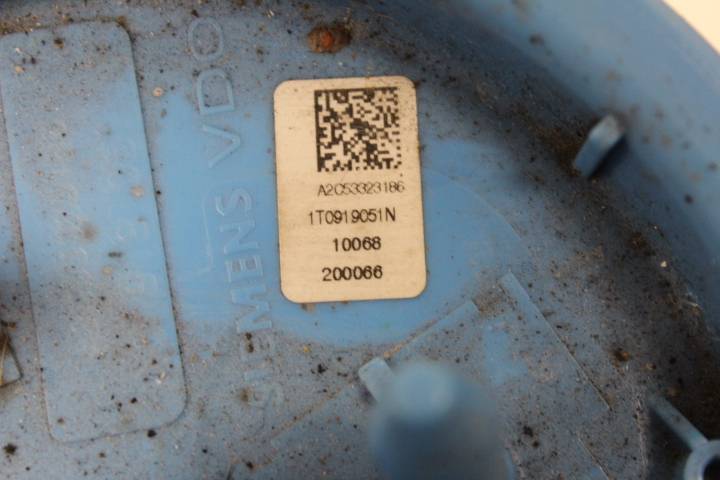 SIEMENS VDO
A2C53323186
1T0919051N
10068
200066